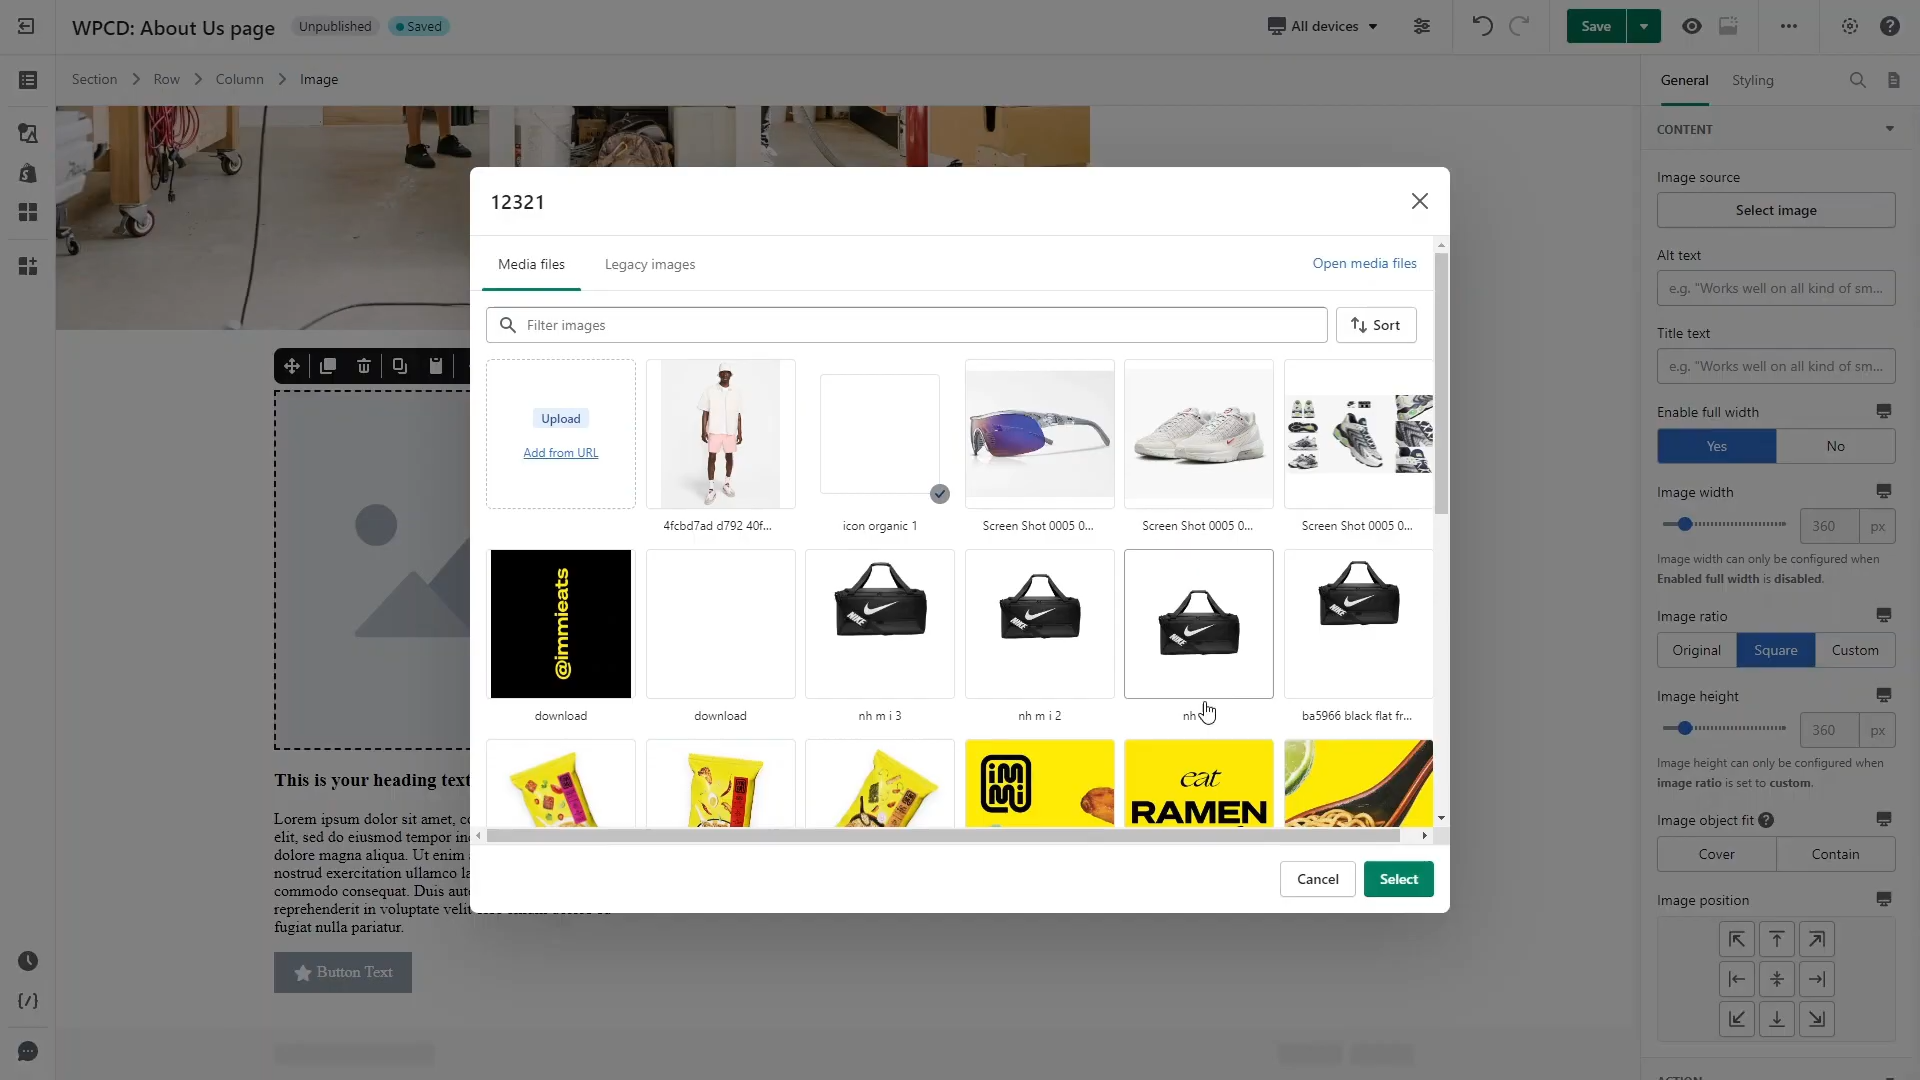 WPCD: About Us page
Unpublished
Saved
All devices
Save
Section
Row
Column
Image
General
Styling
CONTENT
Image source
Select image
Alt text
e.g. "Works well on all kind of sm...
Title text
e.g. "Works well on all kind of sm...
Enable full width
Yes
No
Image width
360
px
Image width can only be configured when
Enabled full width is disabled.
Image ratio
Original
Square
Custom
Image height
360
px
Image height can only be configured when
image ratio is set to custom.
Image object fit
Cover
Contain
Image position
12321
Media files
Legacy images
Open media files
Filter images
Sort
Upload
Add from URL
4fcbd7ad d792 40f...
icon organic 1
Screen Shot 0005 0...
Screen Shot 0005 0...
Screen Shot 0005 0...
@immieats
NIKE
NIKE
NIKE
NIKE
download
download
nh m i 3
nh m i 2
nh
ba5966 black flat fr...
iMMi
eat
RAMEN
Cancel
Select
This is your heading text
Lorem ipsum dolor sit amet, co
elit, sed do eiusmod tempor inc
dolore magna aliqua. Ut enim a
nostrud exercitation ullamco la
commodo consequat. Duis aute
reprehenderit in voluptate velit
fugiat nulla pariatur.
Button Text